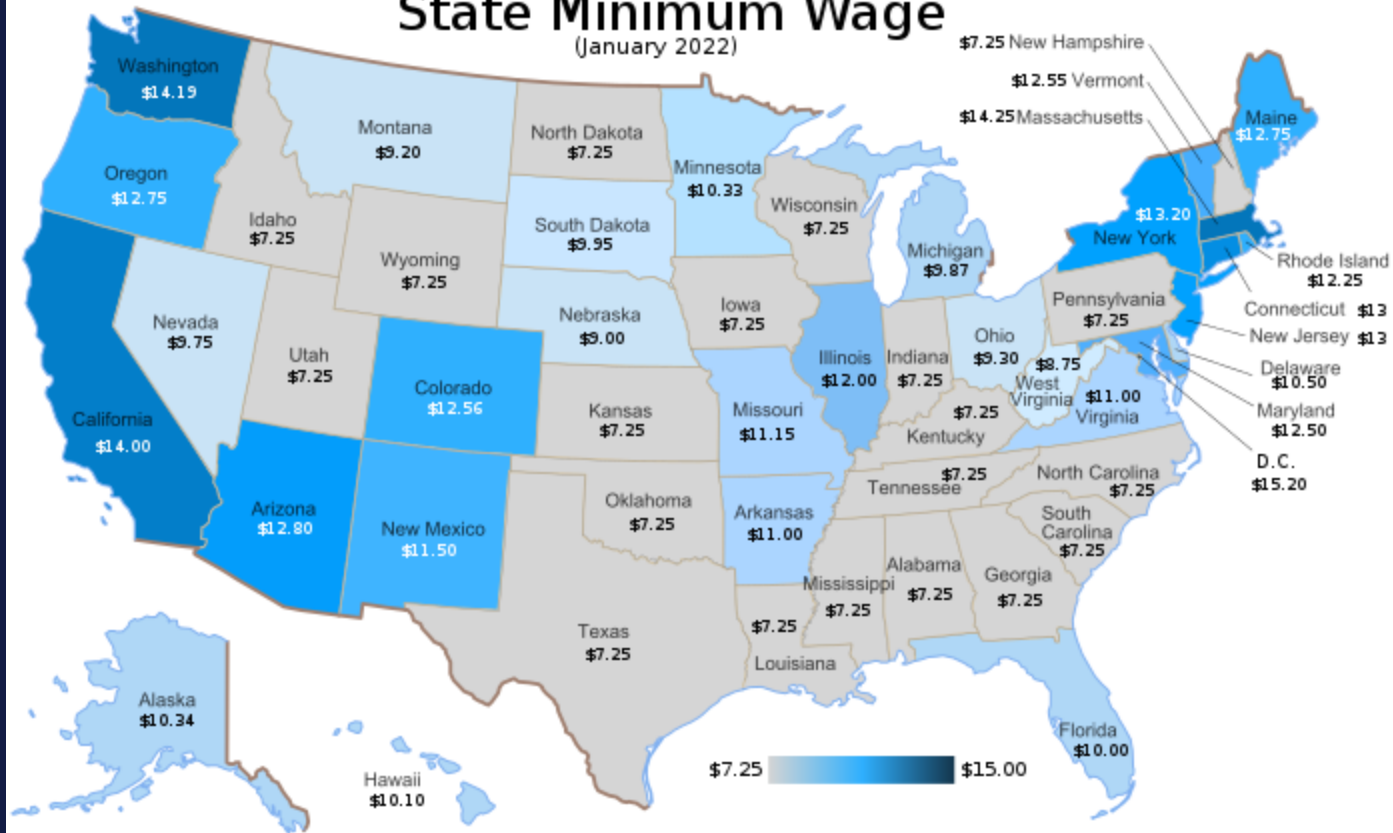 State Minimum Wage
(January 2022)
$7.25 New Hampshire
$12.55 Vermont
$14.25 Massachusetts
Washington
$14.19
Oregon
$12.75
California
$14.00
Nevada
$9.75
Idaho
$7.25
Montana
$9.20
Wyoming
$7.25
Utah
$7.25
Colorado
$12.56
Arizona
$12.80
New Mexico
$11.50
North Dakota
$7.25
South Dakota
$9.95
Nebraska
$9.00
Kansas
$7.25
Oklahoma
$7.25
Texas
$7.25
Minnesota
$10.33
Iowa
$7.25
Missouri
$11.15
Arkansas
$11.00
$7.25
Louisiana
Wisconsin
$7.25
Illinois
$12.00
Michigan
$9.87
Indiana
$7.25
Ohio
$9.30
$7.25
Kentucky
$7.25
Tennessee
Mississippi
$7.25
Alabama
$7.25
Georgia
$7.25
Florida
$10.00
South
Carolina
$7.25
North Carolina
$7.25
$11.00
Virginia
$8.75
West
Virginia
Pennsylvania
$7.25
$13.20
New York
Maine
$12.75
Rhode Island
$12.25
Connecticut $13
New Jersey $13
Delaware
$10.50
Maryland
$12.50
D.C.
$15.20
Alaska
$10.34
Hawaii
$10.10
$7.25 $15.00